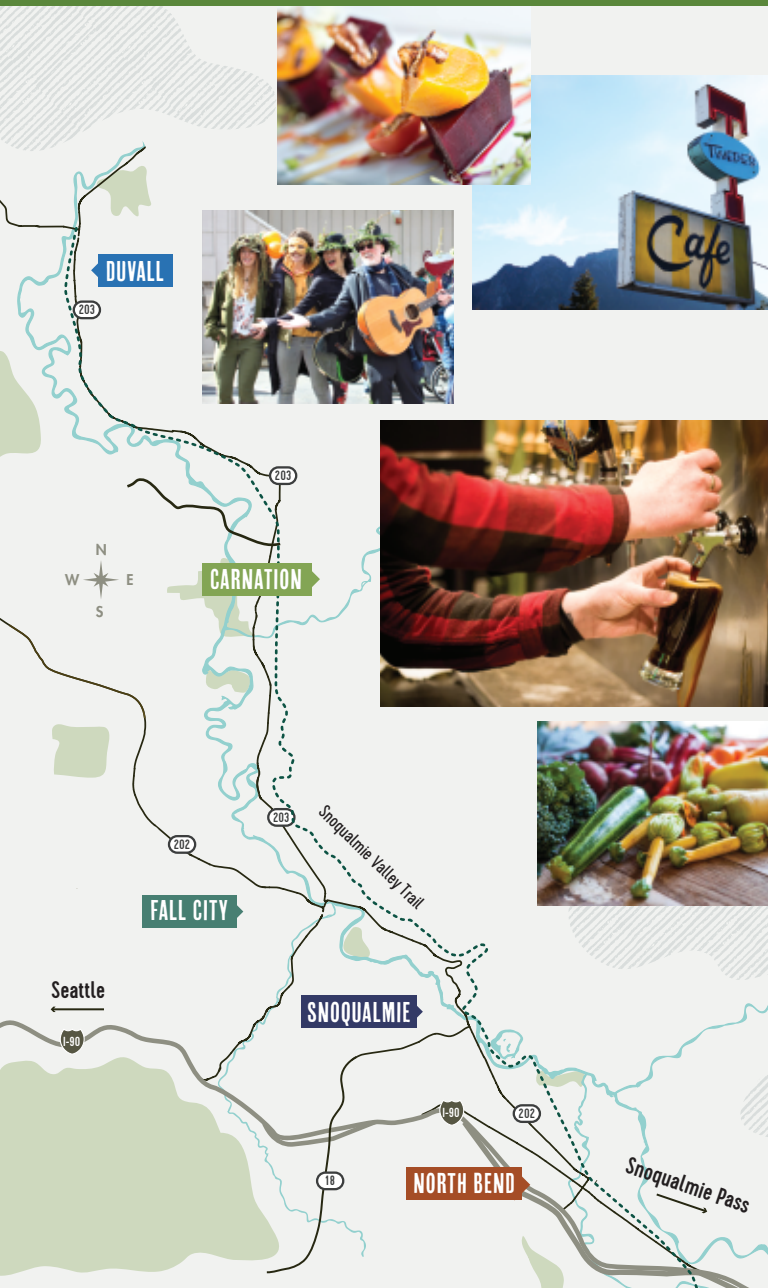 TWEDE'S
Cafe
DUVALL
203
203
N
W E
S
CARNATION
203
Snoqualmie Valley Trail
202
FALL CITY
Seattle
SNOQUALMIE
I-90
I-90
202
Snoqualmie Pass
18
NORTH BEND